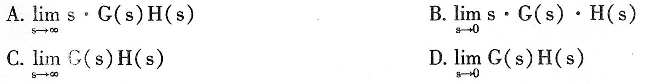 A. lim s · G(s)H(s)
s→∞
B. lim s · G(s) · H(s)
s→0
C. lim G(s)H(s)
s→∞
D. lim G(s)H(s)
s→0